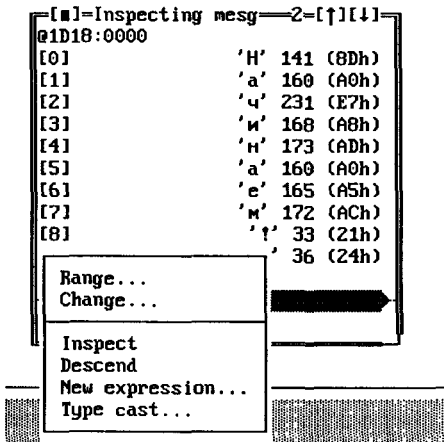 [■]=Inspecting mesg=2=[↑][↓]
@1D18:0000
[0] 'Н' 141 (8Dh)
[1] 'а' 160 (A0h)
[2] 'ч' 231 (E7h)
[3] 'и' 168 (A8h)
[4] 'н' 173 (ADh)
[5] 'а' 160 (A0h)
[6] 'е' 165 (A5h)
[7] 'м' 172 (ACh)
[8] '!' 33 (21h)
' 36 (24h)
Range...
Change...
Inspect
Descend
New expression...
Type cast...